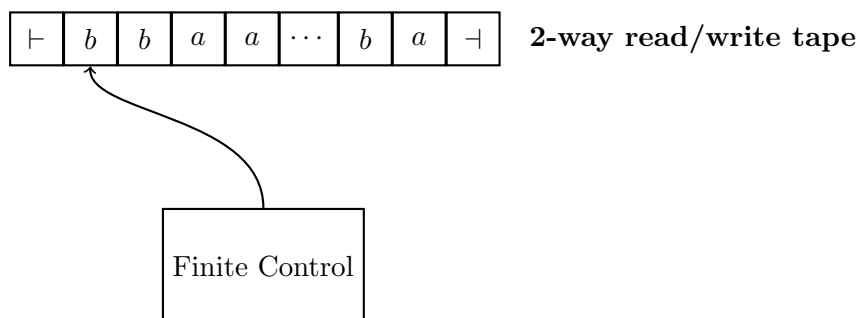 ⊢ b b a a ⋯ b a ⊣ 2-way read/write tape
Finite Control